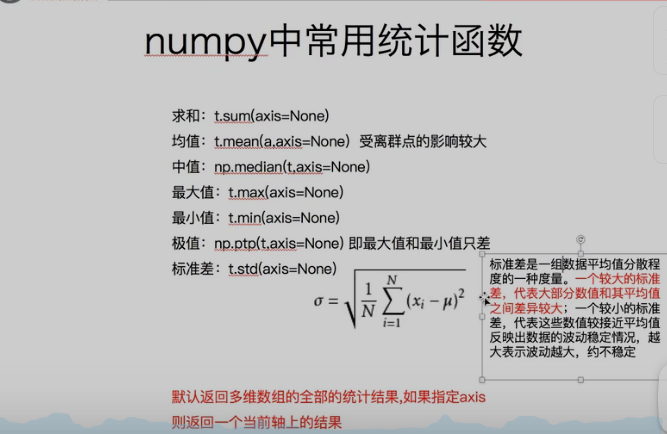 numpy中常用统计函数
求和：t.sum(axis=None)
均值：t.mean(a,axis=None) 受离群点的影响较大
中值：np.median(t,axis=None)
最大值：t.max(axis=None)
最小值：t.min(axis=None)
极值：np.ptp(t,axis=None) 即最大值和最小值只差
标准差：t.std(axis=None)
σ = √(1/N ∑_{i=1}^{N} (x_i − μ)²)
标准差是一组数据平均值分散程
度的一种度量。一个较大的标准
差，代表大部分数值和其平均值
之间差异较大；一个较小的标准
差，代表这些数值较接近平均值
反映出数据的波动稳定情况，越
大表示波动越大，约不稳定
默认返回多维数组的全部的统计结果,如果指定axis
则返回一个当前轴上的结果